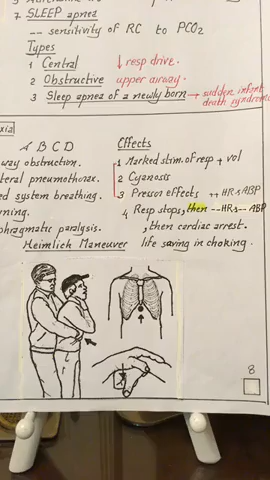 7 SLEEP apnea
-- sensitivity of RC to PCO2
Types
1 Central ↓ resp drive.
2 Obstructive upper airway.
3 Sleep apnea of a newly born → sudden infant
death syndrome
xia
A B C D
way obstruction.
teral pneumothorax.
ed system breathing.
ning.
phragmatic paralysis.
Effects
1 Marked stim. of resp + vol
2 Cyanosis
3 Pressor effects ++ HR & ABP
4 Resp stops, then -- HR & -- ABP
, then cardiac arrest.
Heimlich Maneuver life saving in choking.
8